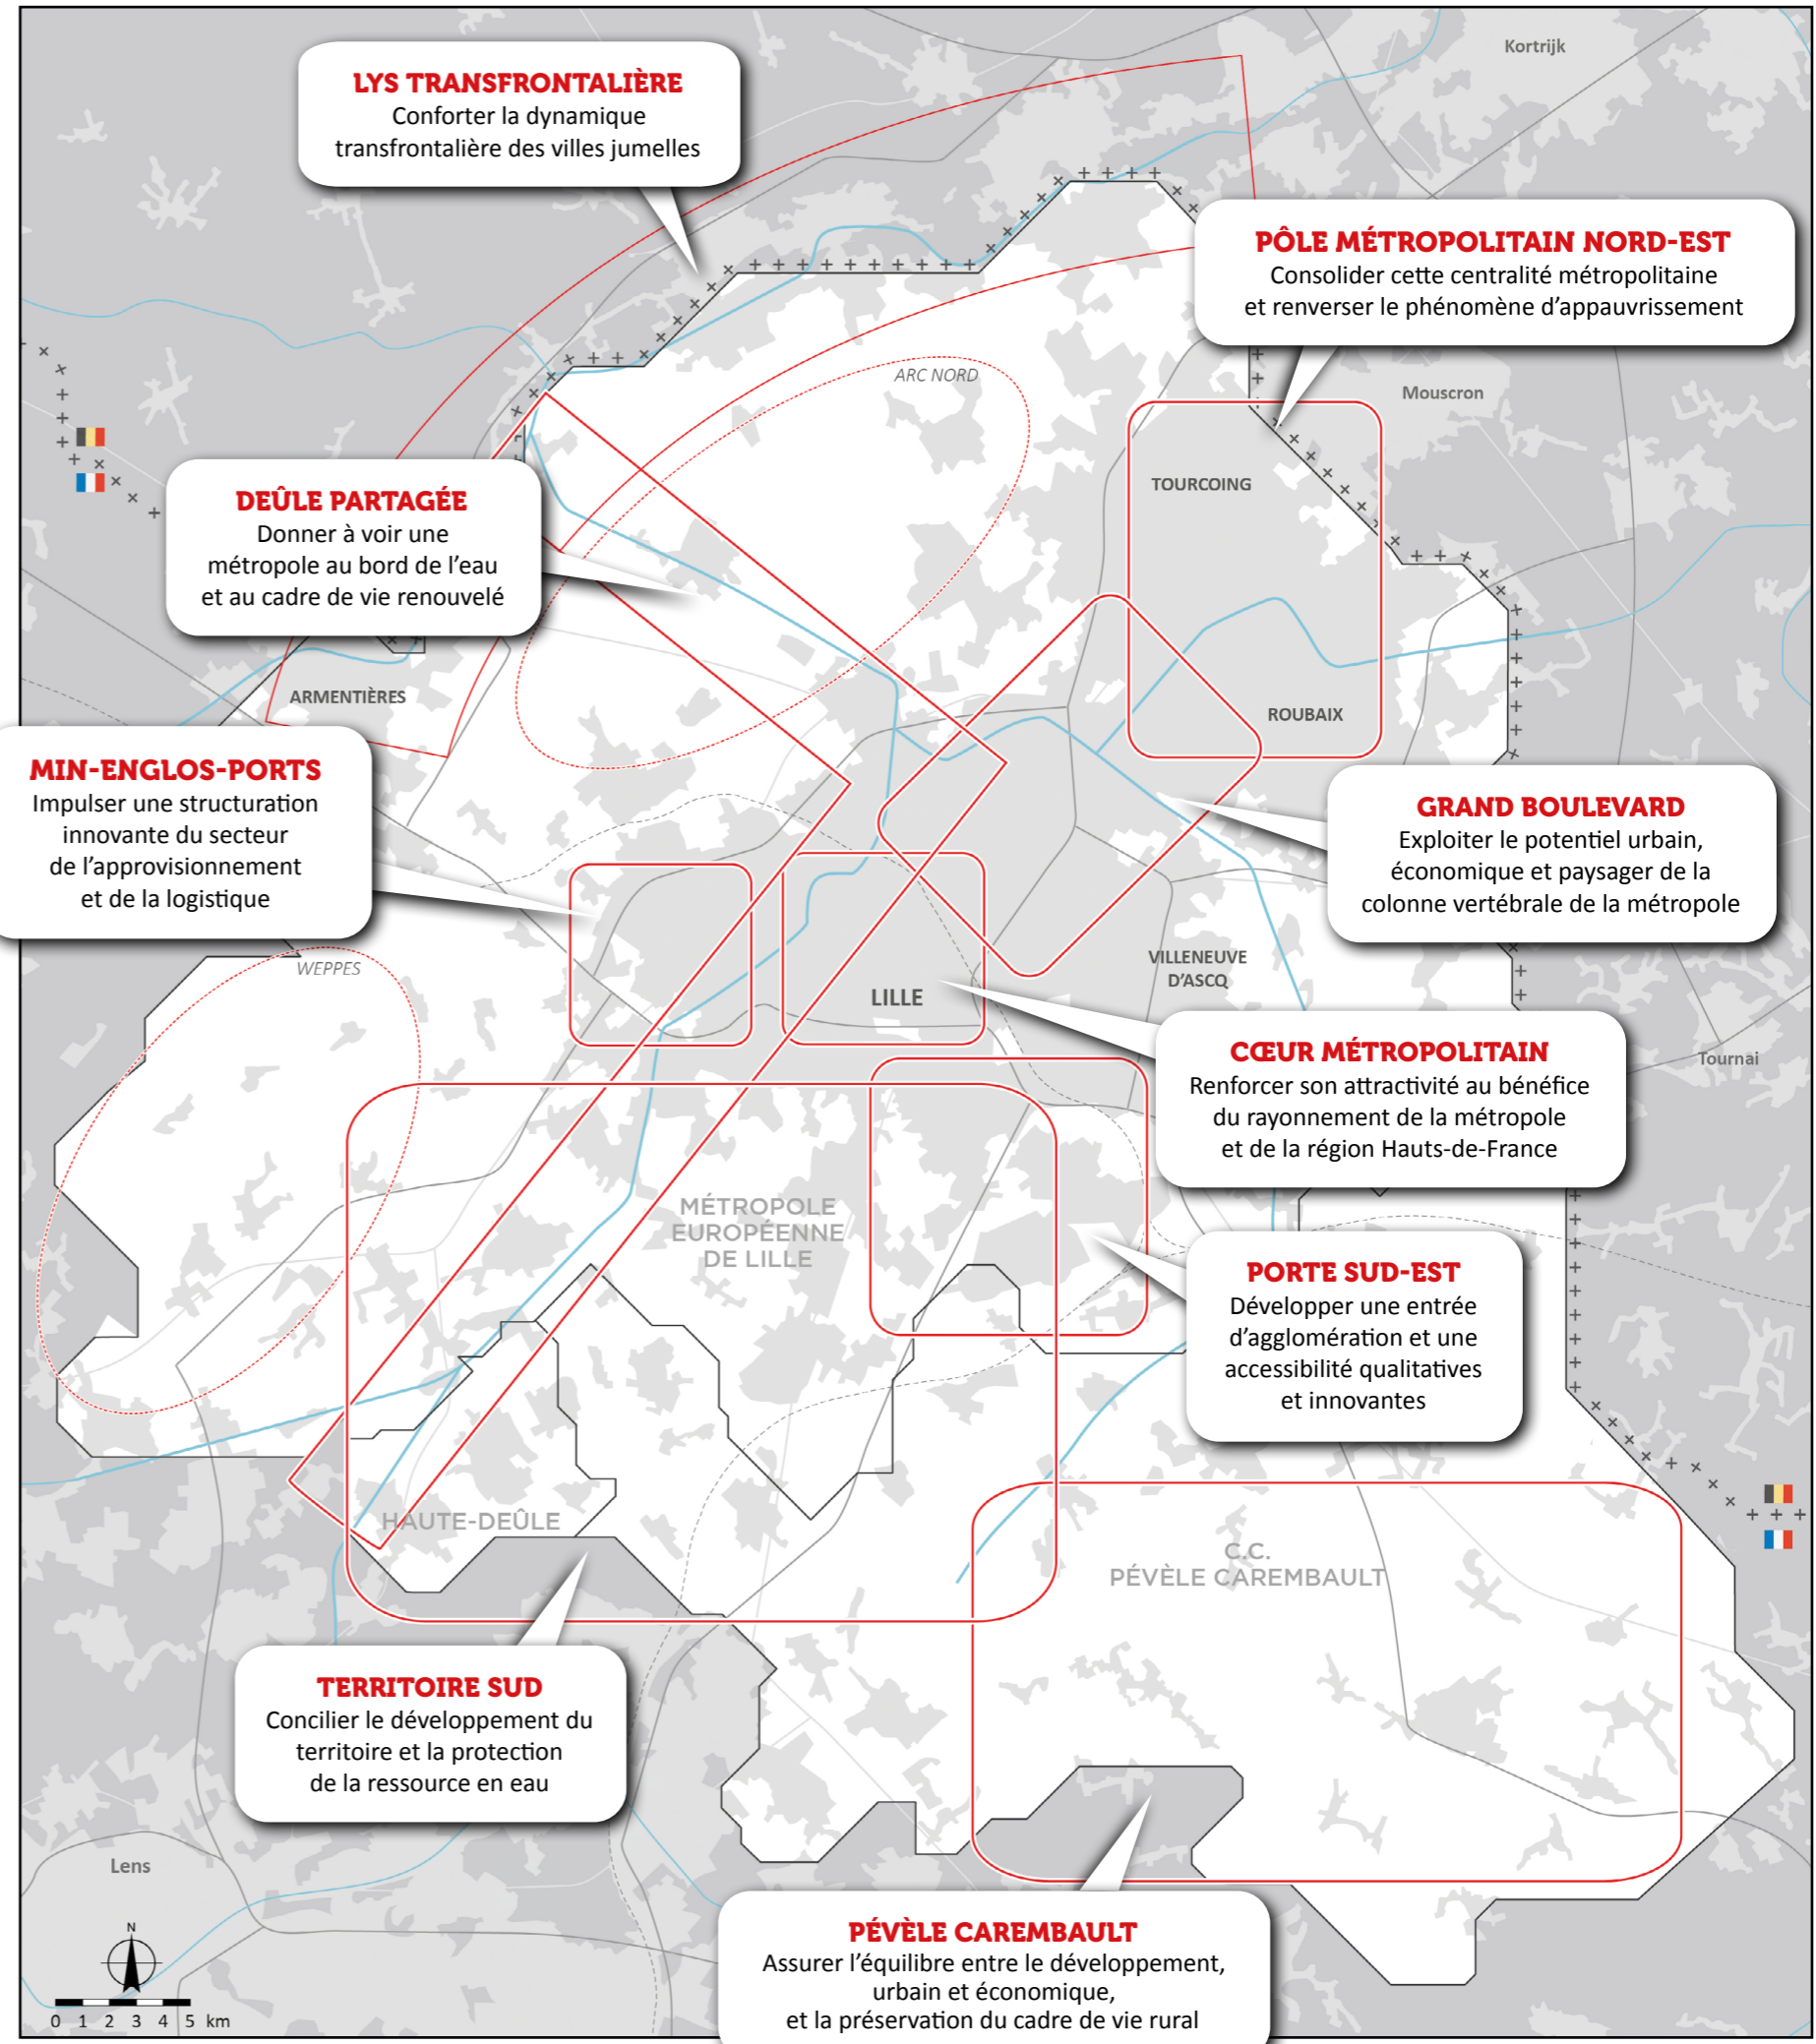 Kortrijk
LYS TRANSFRONTALIÈRE
Conforter la dynamique
transfrontalière des villes jumelles
PÔLE MÉTROPOLITAIN NORD-EST
Consolider cette centralité métropolitaine
et renverser le phénomène d’appauvrissement
ARC NORD
Mouscron
TOURCOING
DEÛLE PARTAGÉE
Donner à voir une
métropole au bord de l’eau
et au cadre de vie renouvelé
ARMENTIÈRES
ROUBAIX
MIN-ENGLOS-PORTS
Impulser une structuration
innovante du secteur
de l’approvisionnement
et de la logistique
GRAND BOULEVARD
Exploiter le potentiel urbain,
économique et paysager de la
colonne vertébrale de la métropole
WEPPES
VILLENEUVE
D’ASCQ
LILLE
CŒUR MÉTROPOLITAIN
Renforcer son attractivité au bénéfice
du rayonnement de la métropole
et de la région Hauts-de-France
Tournai
MÉTROPOLE
EUROPÉENNE
DE LILLE
PORTE SUD-EST
Développer une entrée
d’agglomération et une
accessibilité qualitatives
et innovantes
HAUTE-DEÛLE
C.C.
PÉVÈLE CAREMBAULT
TERRITOIRE SUD
Concilier le développement du
territoire et la protection
de la ressource en eau
Lens
PÉVÈLE CAREMBAULT
Assurer l’équilibre entre le développement,
urbain et économique,
et la préservation du cadre de vie rural
N
0 1 2 3 4 5 km